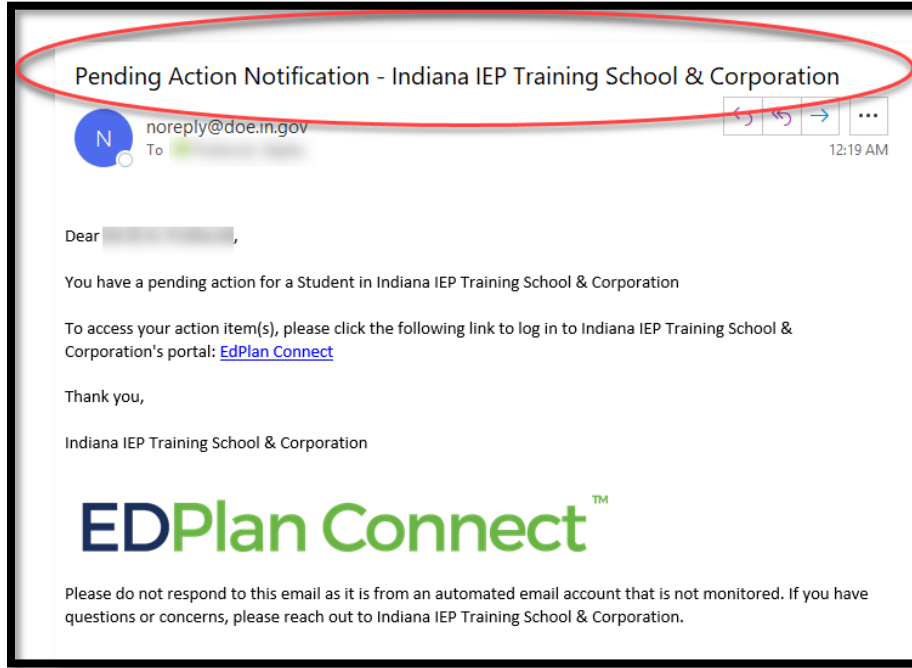 Pending Action Notification - Indiana IEP Training School & Corporation
N
noreply@doe.in.gov
To
12:19 AM
Dear ,
You have a pending action for a Student in Indiana IEP Training School & Corporation
To access your action item(s), please click the following link to log in to Indiana IEP Training School &
Corporation's portal: EdPlan Connect
Thank you,
Indiana IEP Training School & Corporation
EDPlan Connect™
Please do not respond to this email as it is from an automated email account that is not monitored. If you have
questions or concerns, please reach out to Indiana IEP Training School & Corporation.